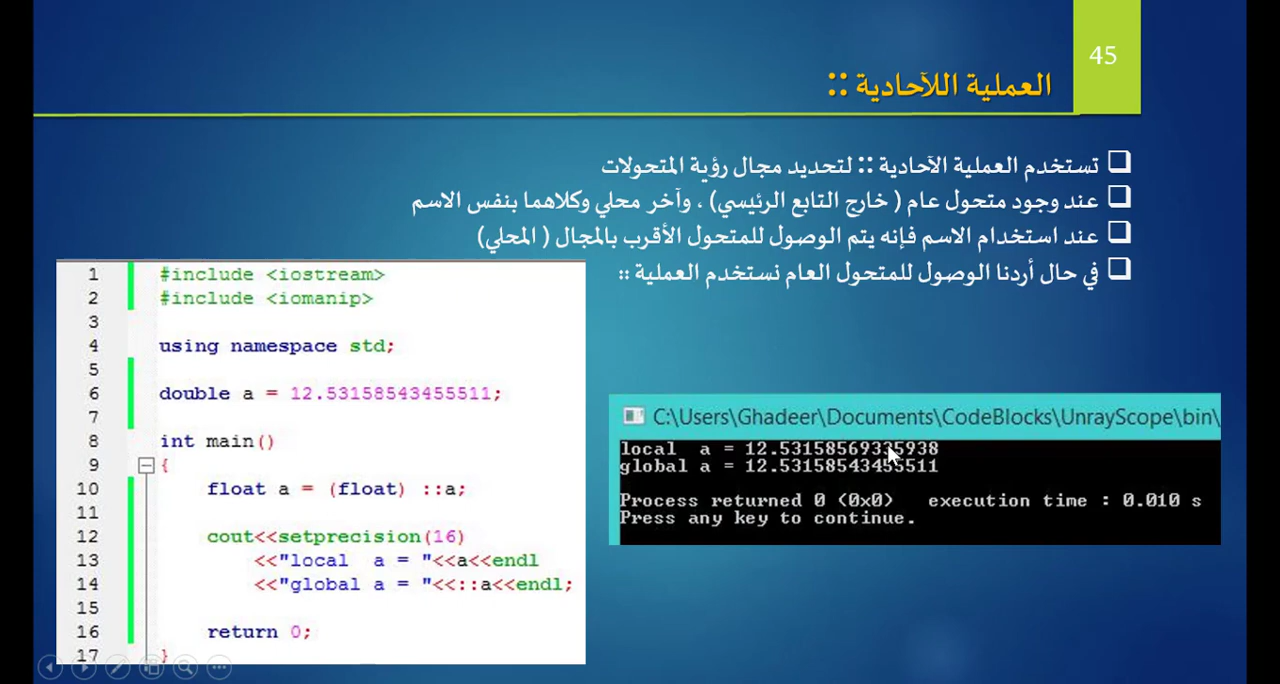 45
العملية اللآحادية ::
تستخدم العملية الآحادية :: لتحديد مجال رؤية المتحولات
عند وجود متحول عام ( خارج التابع الرئيسي) ، وآخر محلي وكلاهما بنفس الاسم
عند استخدام الاسم فإنه يتم الوصول للمتحول الأقرب بالمجال ( المحلي)
في حال أردنا الوصول للمتحول العام نستخدم العملية ::
1 #include <iostream>
2 #include <iomanip>
3
4 using namespace std;
5
6 double a = 12.53158543455511;
7
8 int main()
9 {
10 float a = (float) ::a;
11
12 cout<<setprecision(16)
13 <<"local  a = "<<a<<endl
14 <<"global a = "<<::a<<endl;
15
16 return 0;
17 }
C:\Users\Ghadeer\Documents\CodeBlocks\UnrayScope\bin\
local  a = 12.53158569335938
global a = 12.53158543455511
Process returned 0 (0x0)   execution time : 0.010 s
Press any key to continue.